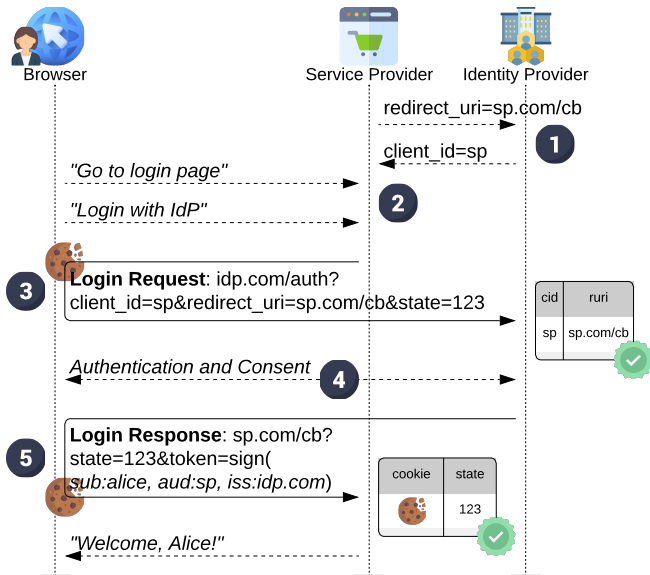 Browser
Service Provider
Identity Provider
redirect_uri=sp.com/cb
1
client_id=sp
"Go to login page"
2
"Login with IdP"
3
Login Request: idp.com/auth?
client_id=sp&redirect_uri=sp.com/cb&state=123
cid ruri
sp sp.com/cb
Authentication and Consent
4
5
Login Response: sp.com/cb?
state=123&token=sign(
sub:alice, aud:sp, iss:idp.com)
cookie state
123
"Welcome, Alice!"